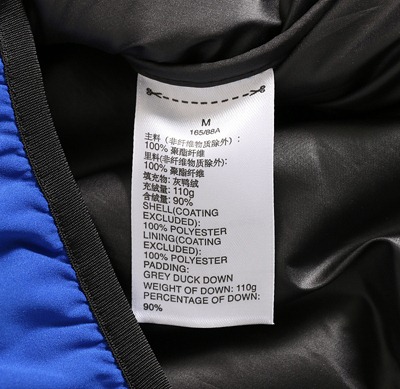 M
165/88A
主料（非纤维物质除外）:
100% 聚酯纤维
里料(非纤维物质除外):
100% 聚酯纤维
填充物: 灰鸭绒
充绒量: 110g
含绒量: 90%
SHELL(COATING
EXCLUDED):
100% POLYESTER
LINING(COATING
EXCLUDED):
100% POLYESTER
PADDING:
GREY DUCK DOWN
WEIGHT OF DOWN: 110g
PERCENTAGE OF DOWN:
90%